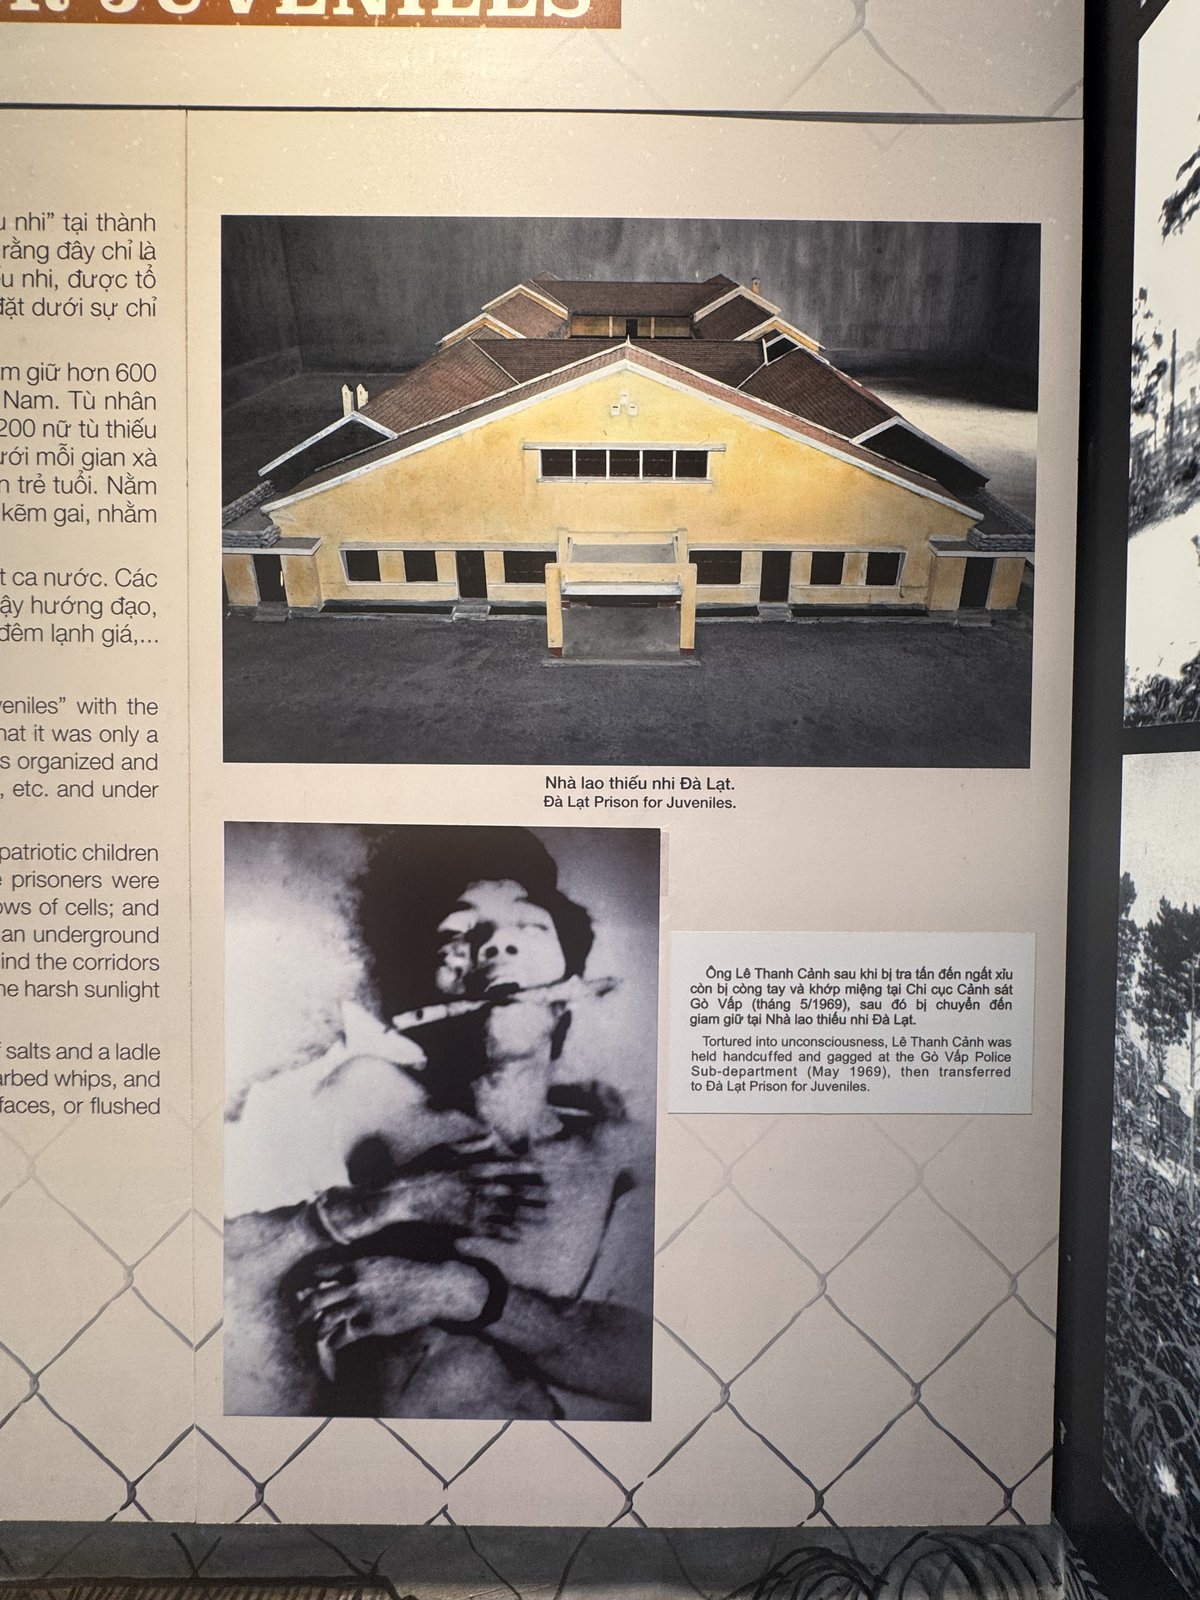 JUVENILES
nhi” tại thành
rằng đây chỉ là
nhi, được tổ
đặt dưới sự chỉ
giữ hơn 600
Nam. Tù nhân
200 nữ tù thiếu
mỗi gian xà
trẻ tuổi. Nằm
kẽm gai, nhằm
ca nước. Các
hướng đạo,
đêm lạnh giá,...
with the
it was only a
organized and
, etc. and under
patriotic children
prisoners were
of cells; and
an underground
the corridors
harsh sunlight
salts and a ladle
whips, and
faces, or flushed
Nhà lao thiếu nhi Đà Lạt.
Đà Lạt Prison for Juveniles.
Ông Lê Thanh Cảnh sau khi bị tra tấn đến ngất xỉu
còn bị còng tay và khớp miệng tại Chi cục Cảnh sát
Gò Vấp (tháng 5/1969), sau đó bị chuyển đến
giam giữ tại Nhà lao thiếu nhi Đà Lạt.
Tortured into unconsciousness, Lê Thanh Cảnh was
held handcuffed and gagged at the Gò Vấp Police
Sub-department (May 1969), then transferred
to Đà Lạt Prison for Juveniles.